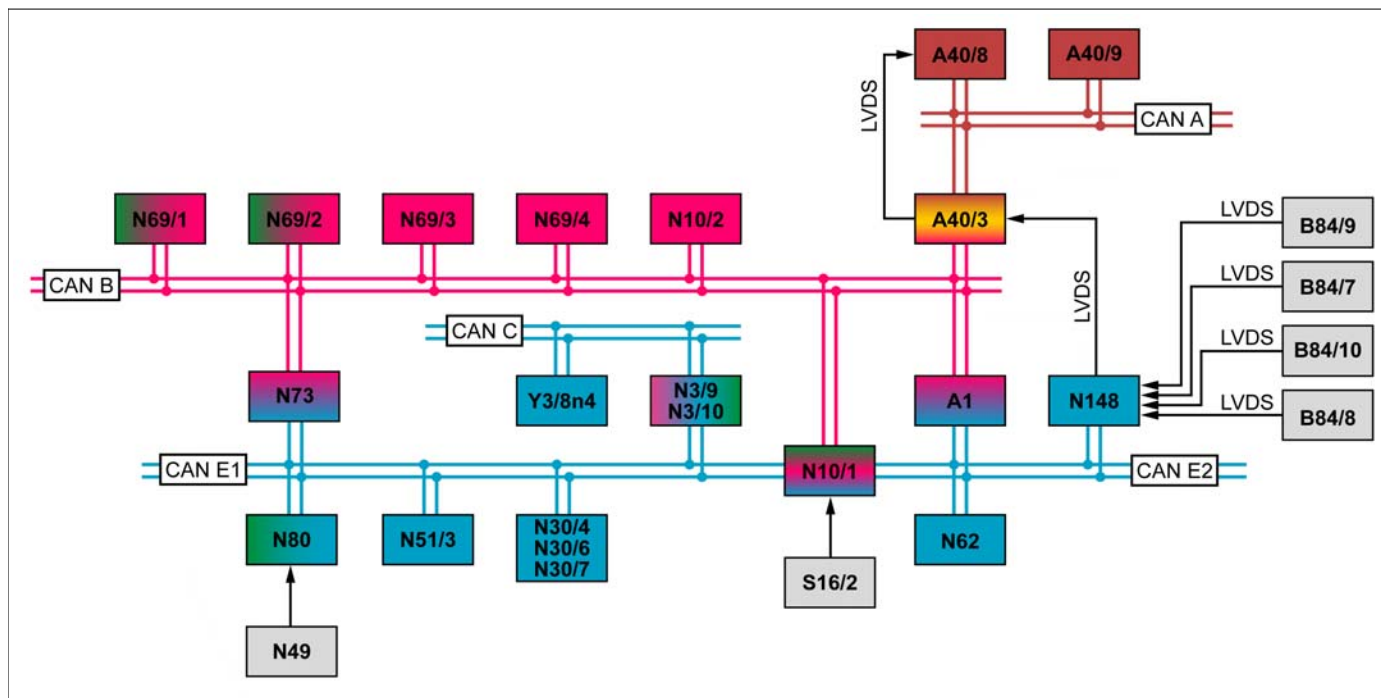 A40/8
A40/9
LVDS
CAN A
N69/1
N69/2
N69/3
N69/4
N10/2
A40/3
LVDS
B84/9
CAN B
LVDS
LVDS
B84/7
CAN C
LVDS
B84/10
N73
Y3/8n4
N3/9
N3/10
A1
N148
LVDS
B84/8
CAN E1
N10/1
CAN E2
N80
N51/3
N30/4
N30/6
N30/7
N62
S16/2
N49